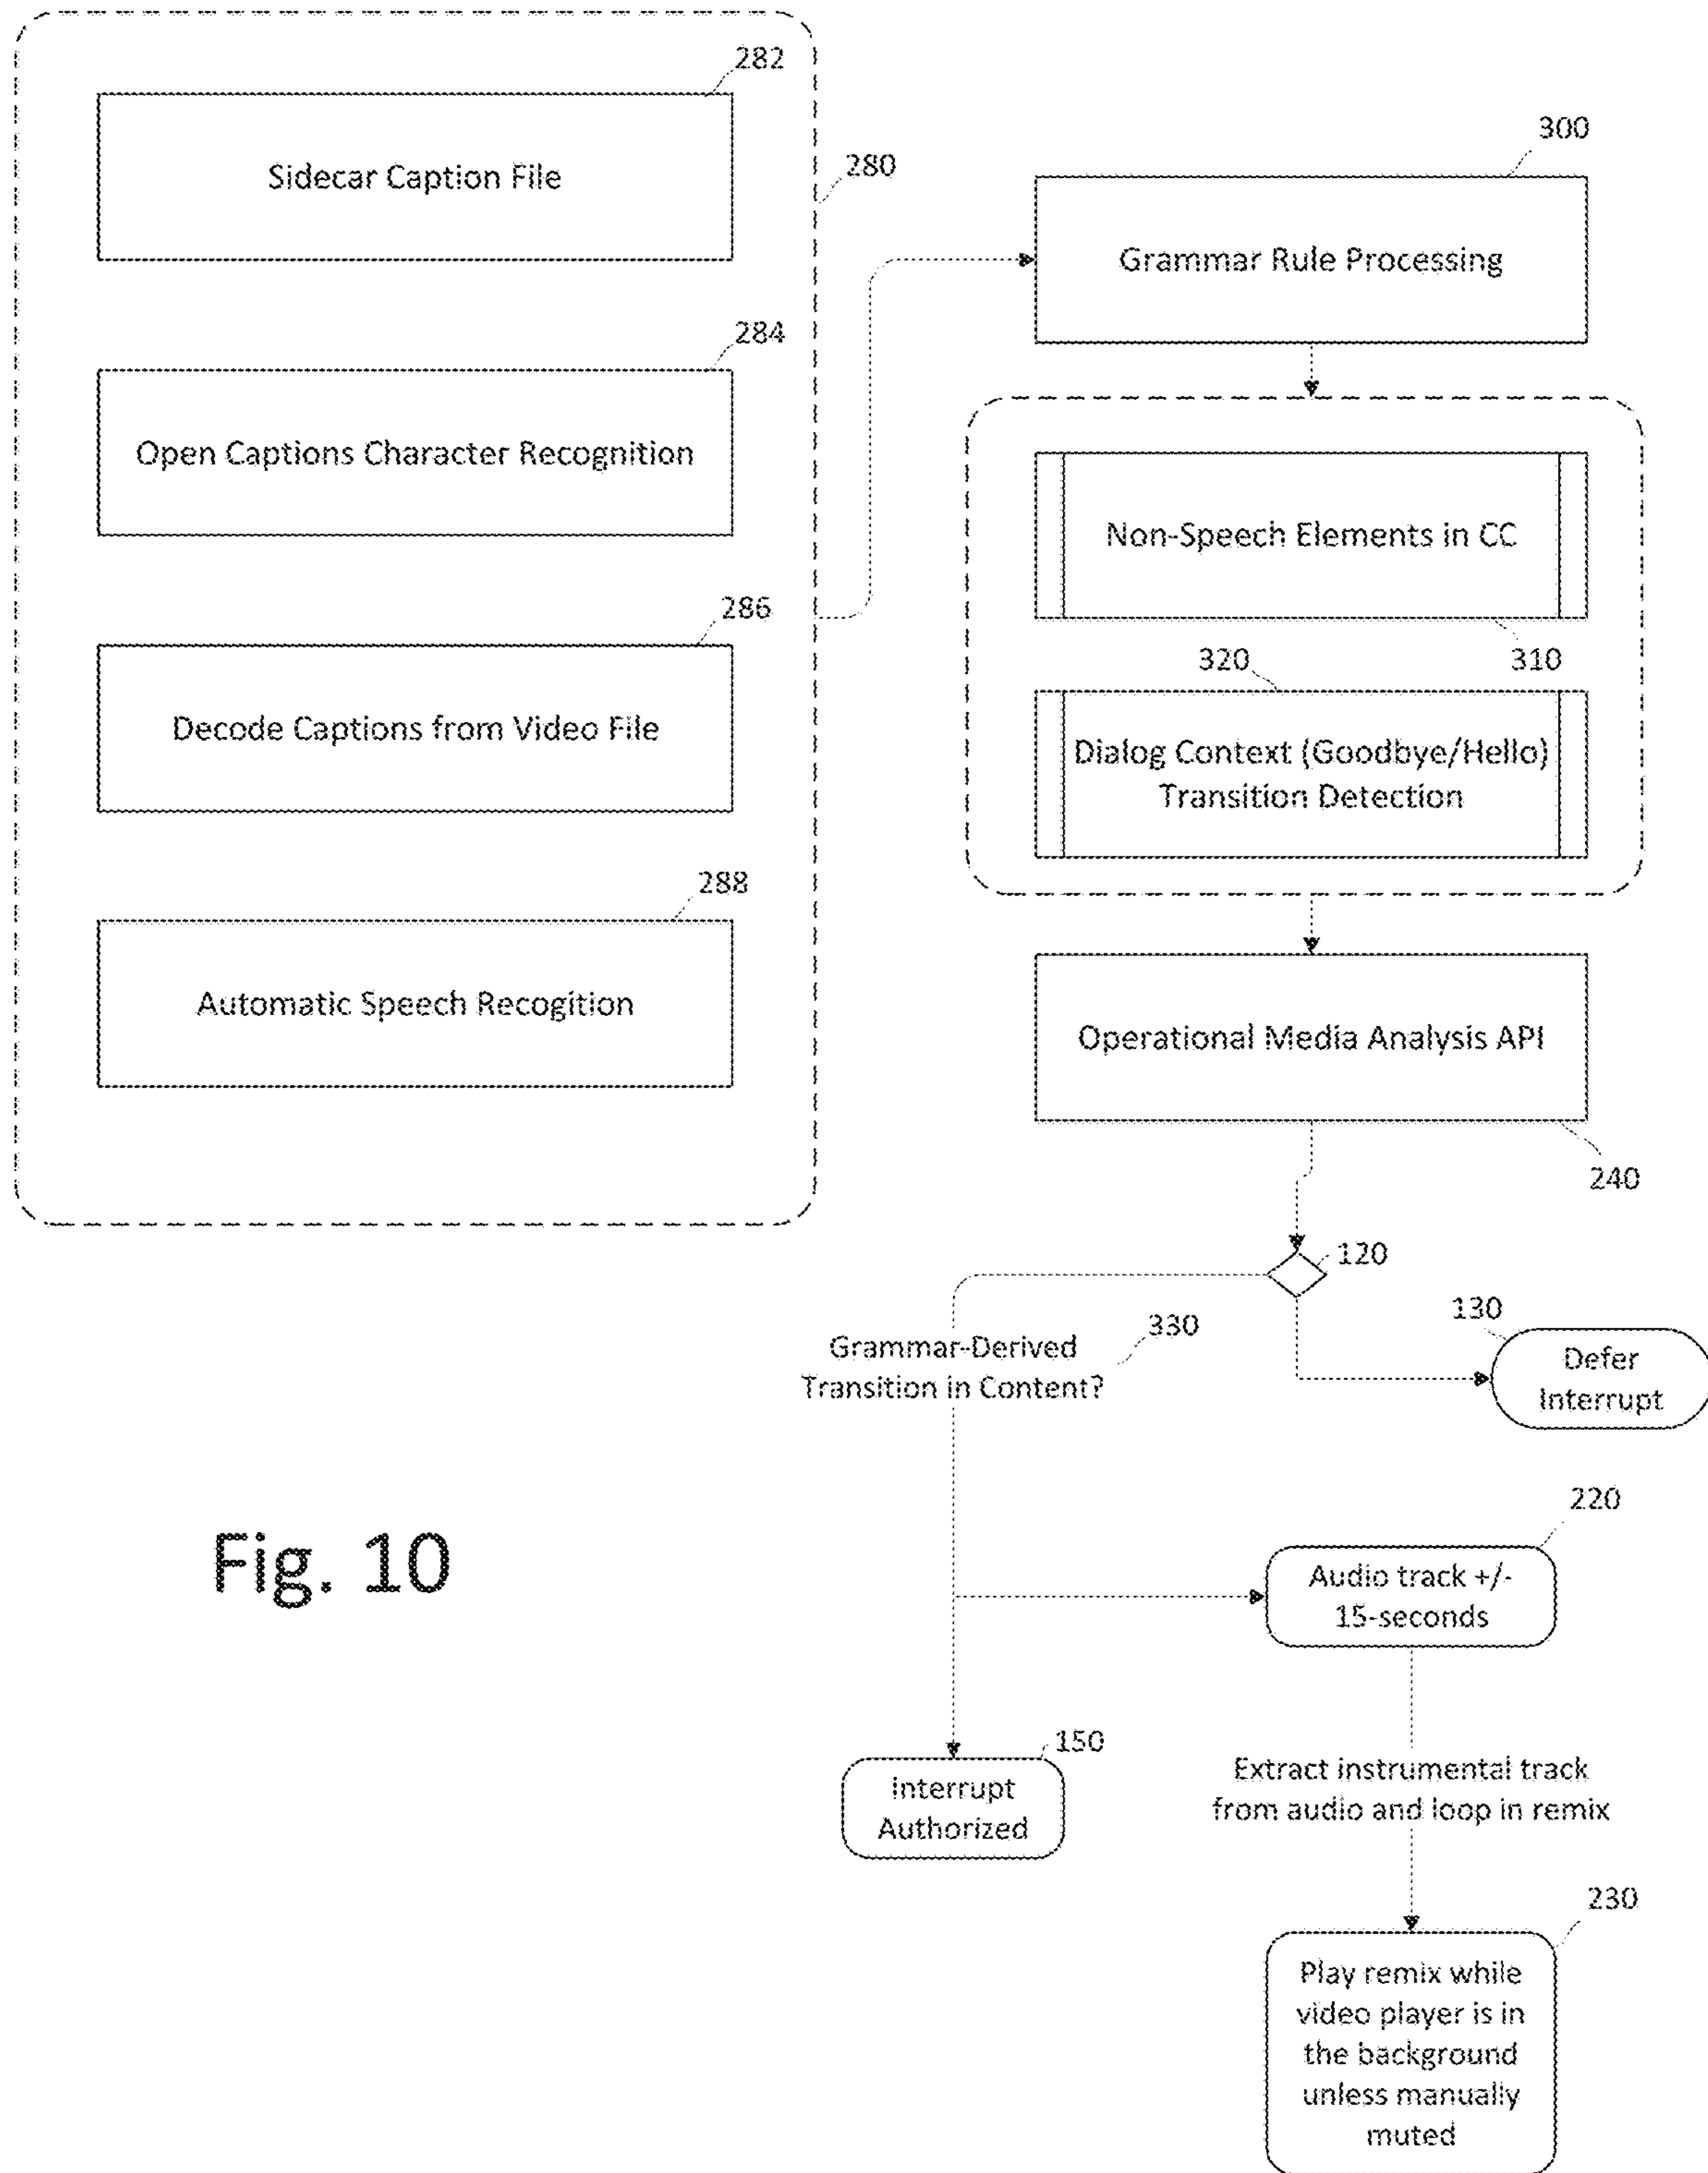 282
Sidecar Caption File
280
284
Open Captions Character Recognition
286
Decode Captions from Video File
288
Automatic Speech Recogition
300
Grammar Rule Processing
Non-Speech Elements in CC
310
320
Dialog Context (Goodbye/Hello)
Transition Detection
Operational Media Analysis API
240
120
130
Defer
Interrupt
330
Grammar-Derived
Transition in Content?
220
Audio track +/-
15-seconds
150
Interrupt
Authorized
Extract instrumental track
from audio and loop in remix
230
Play remix while
video player is in
the background
unless manually
muted
Fig. 10